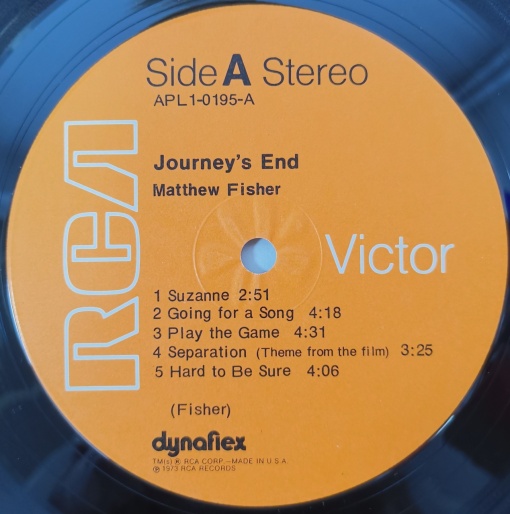 Side A Stereo
APL1-0195-A
RCA
Journey's End
Matthew Fisher
Victor
1 Suzanne 2:51
2 Going for a Song 4:18
3 Play the Game 4:31
4 Separation (Theme from the film) 3:25
5 Hard to Be Sure 4:06
(Fisher)
dynaflex
TM(s) ® RCA CORP.—MADE IN U.S.A.
℗ 1973 RCA RECORDS